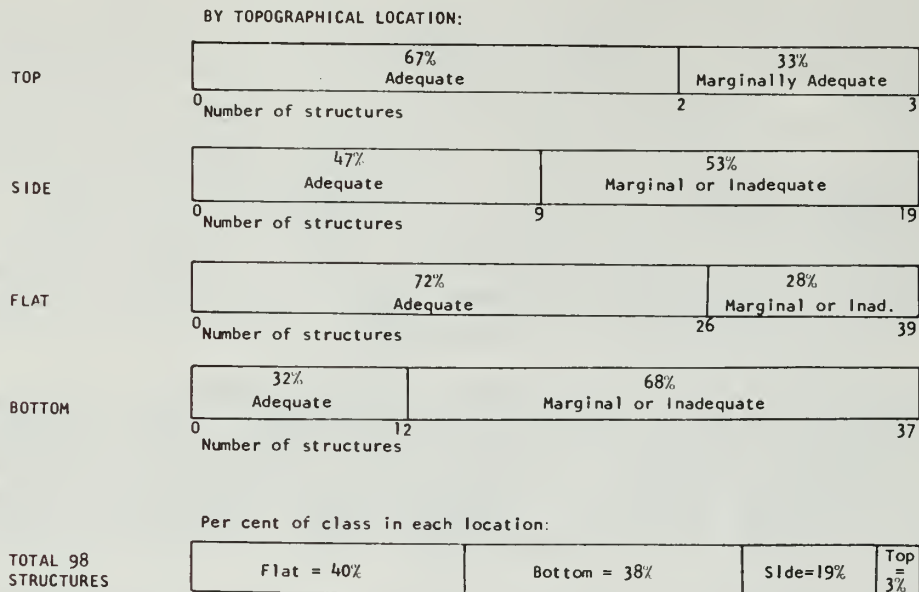 BY TOPOGRAPHICAL LOCATION:
TOP
67% 33%
Adequate Marginally Adequate
0 2 3
Number of structures
SIDE
47% 53%
Adequate Marginal or Inadequate
0 9 19
Number of structures
FLAT
72% 28%
Adequate Marginal or Inad.
0 26 39
Number of structures
BOTTOM
32% 68%
Adequate Marginal or Inadequate
0 12 37
Number of structures
Per cent of class in each location:
TOTAL 98
STRUCTURES
Flat = 40% Bottom = 38% Side=19% Top
=
3%